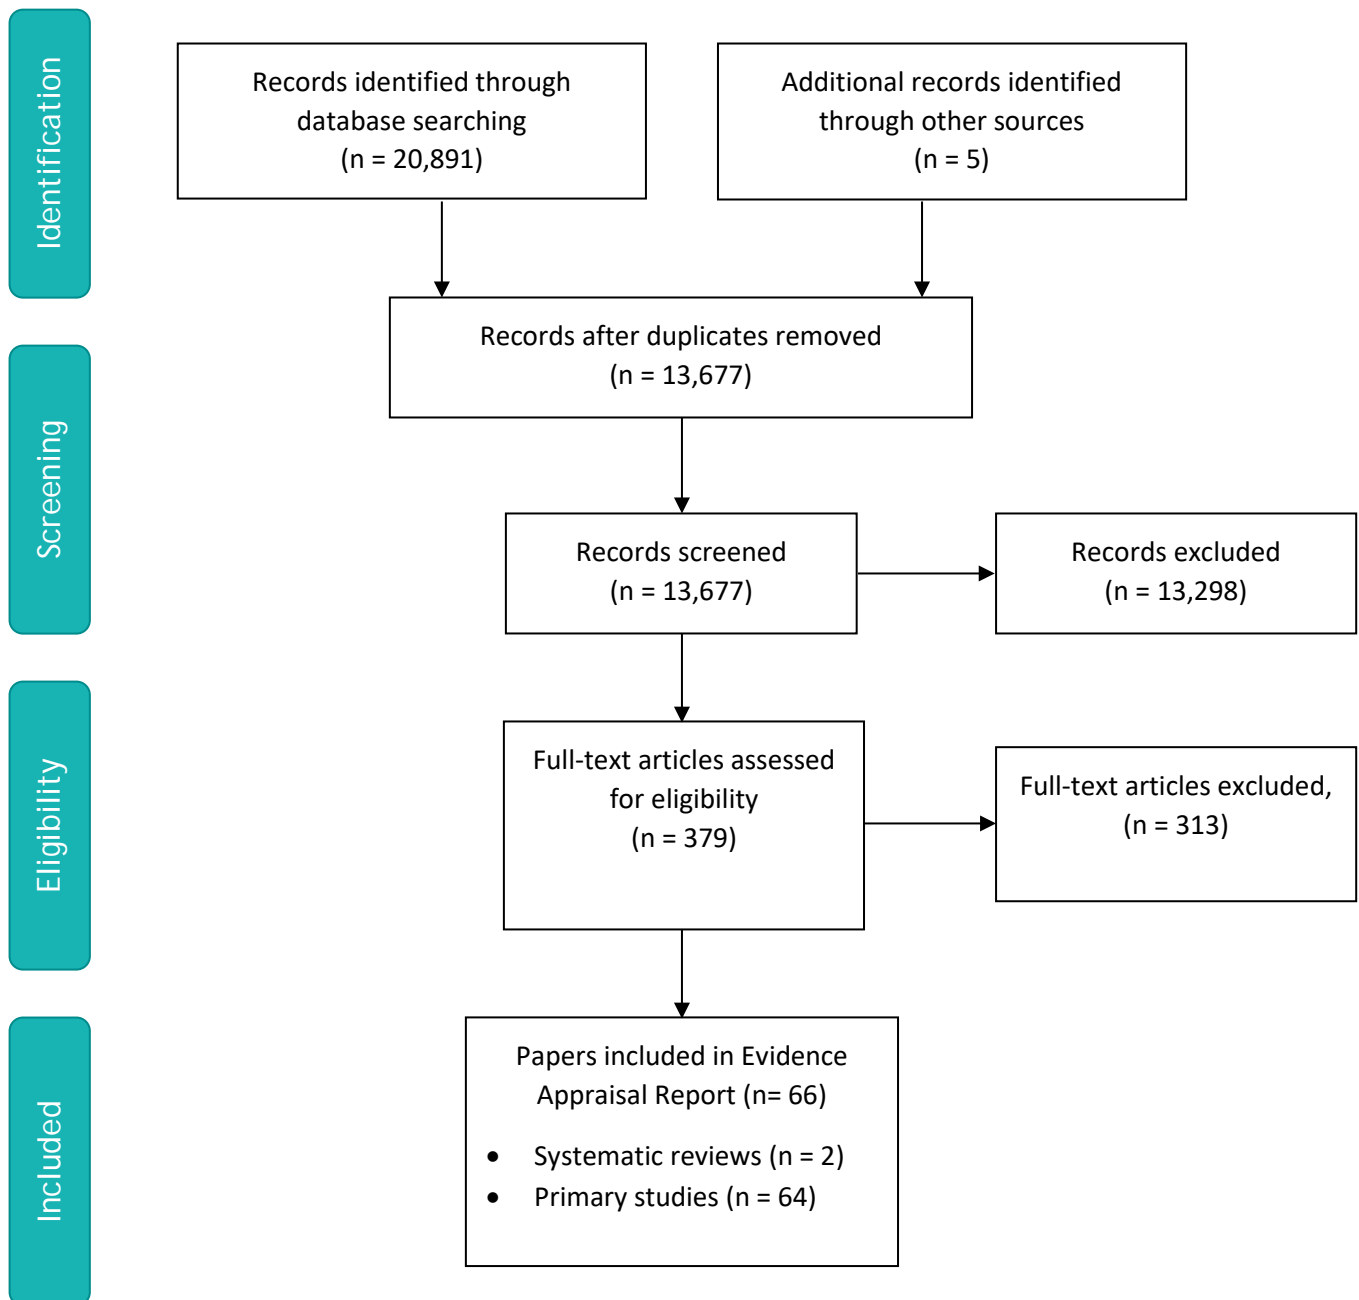 Identification
Records identified through
database searching
(n = 20,891)
Additional records identified
through other sources
(n = 5)
Records after duplicates removed
(n = 13,677)
Screening
Records screened
(n = 13,677)
Records excluded
(n = 13,298)
Eligibility
Full-text articles assessed
for eligibility
(n = 379)
Full-text articles excluded,
(n = 313)
Included
Papers included in Evidence
Appraisal Report (n= 66)
• Systematic reviews (n = 2)
• Primary studies (n = 64)